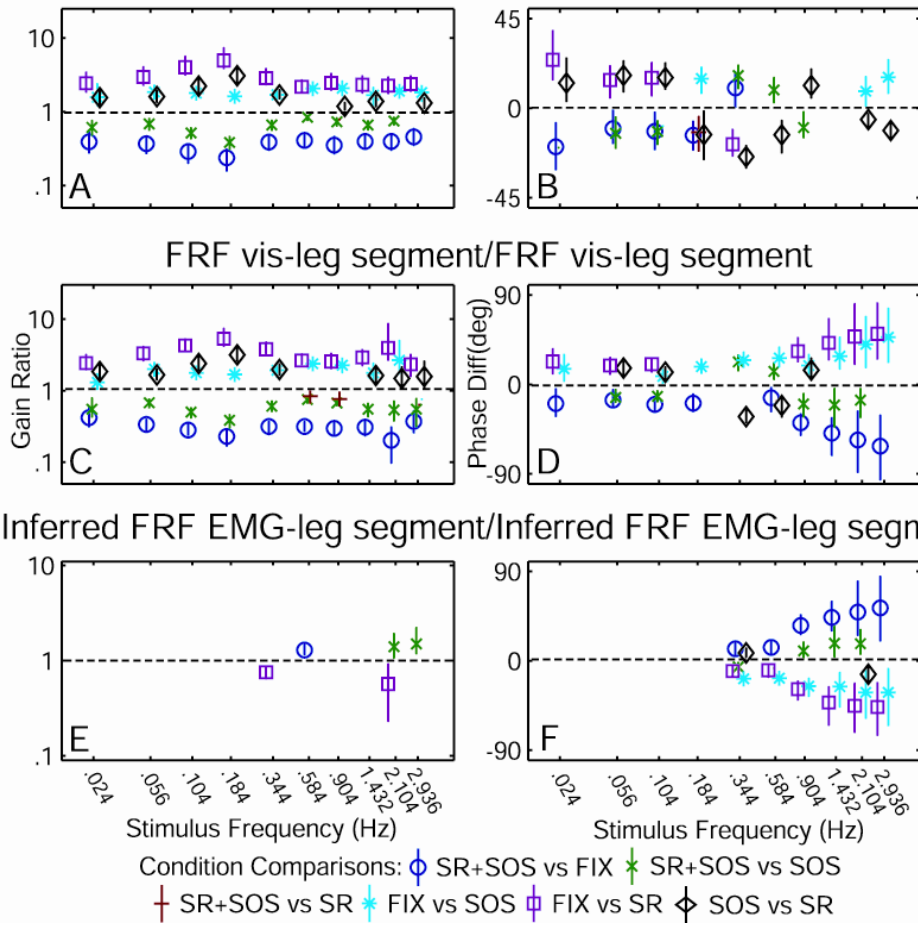 10
1
.1
A
45
0
-45
B
FRF vis-leg segment/FRF vis-leg segment
Gain Ratio
10
1
.1
C
Phase Diff(deg)
90
0
-90
D
Inferred FRF EMG-leg segment/Inferred FRF EMG-leg segm
10
1
.1
E
90
0
-90
F
.024 .056 .104 .184 .344 .584 .904 1.432 2.104 2.936
.024 .056 .104 .184 .344 .584 .904 1.432 2.104 2.936
Stimulus Frequency (Hz) Stimulus Frequency (Hz)
Condition Comparisons: SR+SOS vs FIX SR+SOS vs SOS
SR+SOS vs SR FIX vs SOS FIX vs SR SOS vs SR